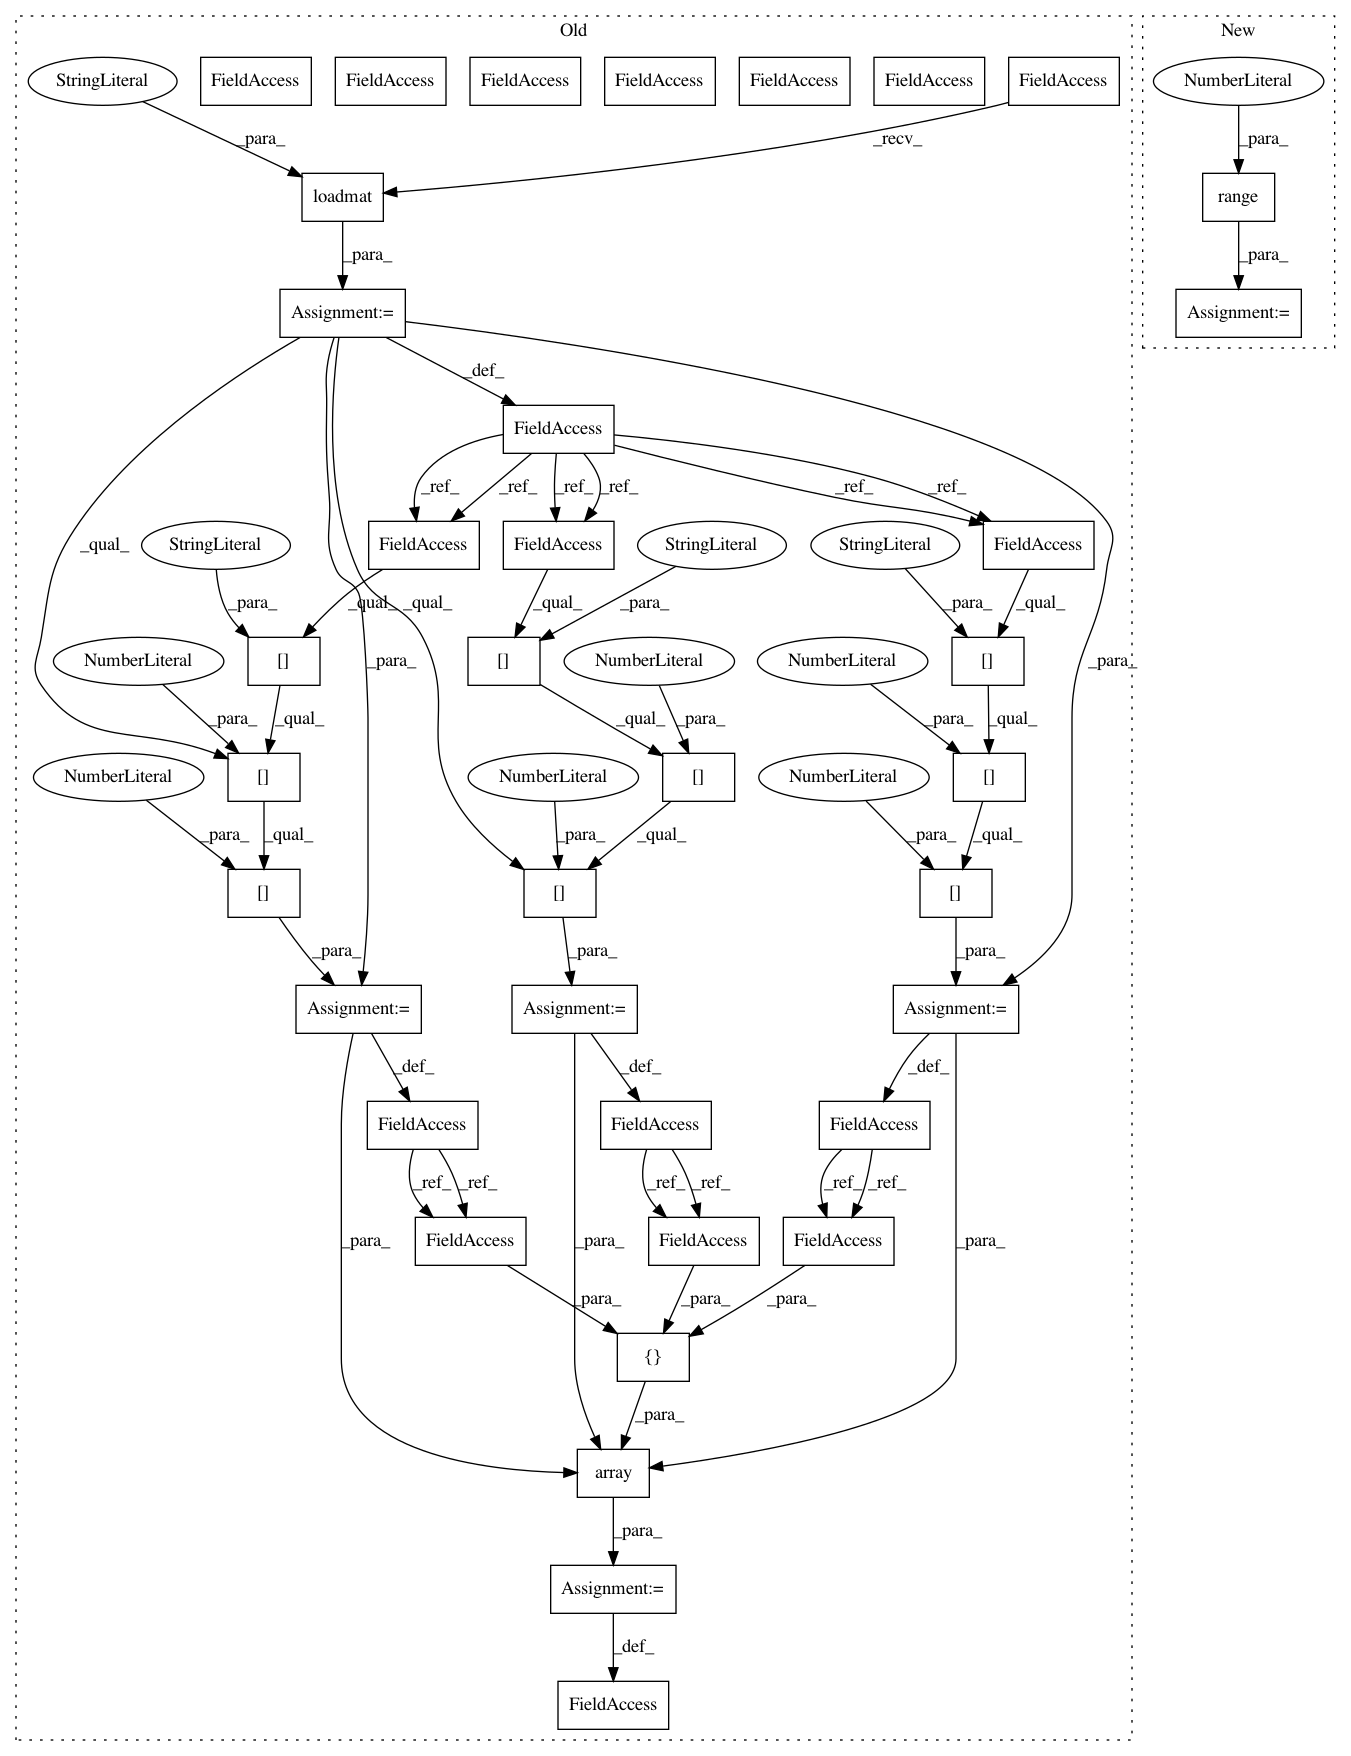 Old
New
StringLiteral
FieldAccess
FieldAccess
FieldAccess
FieldAccess
FieldAccess
FieldAccess
FieldAccess
NumberLiteral
_para_
_recv_
_para_
loadmat
range
_para_
_para_
Assignment:=
Assignment:=
_def_
FieldAccess
_qual_
_ref_
_ref_
_ref_
_ref_
_ref_
_ref_
StringLiteral
FieldAccess
FieldAccess
StringLiteral
StringLiteral
FieldAccess
_para_
_qual_
_qual_
_qual_
_para_
_para_
_qual_
NumberLiteral
[]
[]
NumberLiteral
NumberLiteral
[]
_para_
_para_
_qual_
_para_
_qual_
_para_
_para_
_qual_
NumberLiteral
[]
NumberLiteral
[]
NumberLiteral
[]
_para_
_qual_
_para_
_qual_
_para_
_qual_
[]
[]
[]
_para_
_para_
_para_
Assignment:=
Assignment:=
Assignment:=
_def_
_def_
_def_
FieldAccess
FieldAccess
FieldAccess
_ref_
_ref_
_ref_
_ref_
_ref_
_ref_
_para_
FieldAccess
_para_
FieldAccess
FieldAccess
_para_
_para_
_para_
_para_
{}
_para_
array
_para_
Assignment:=
_def_
FieldAccess